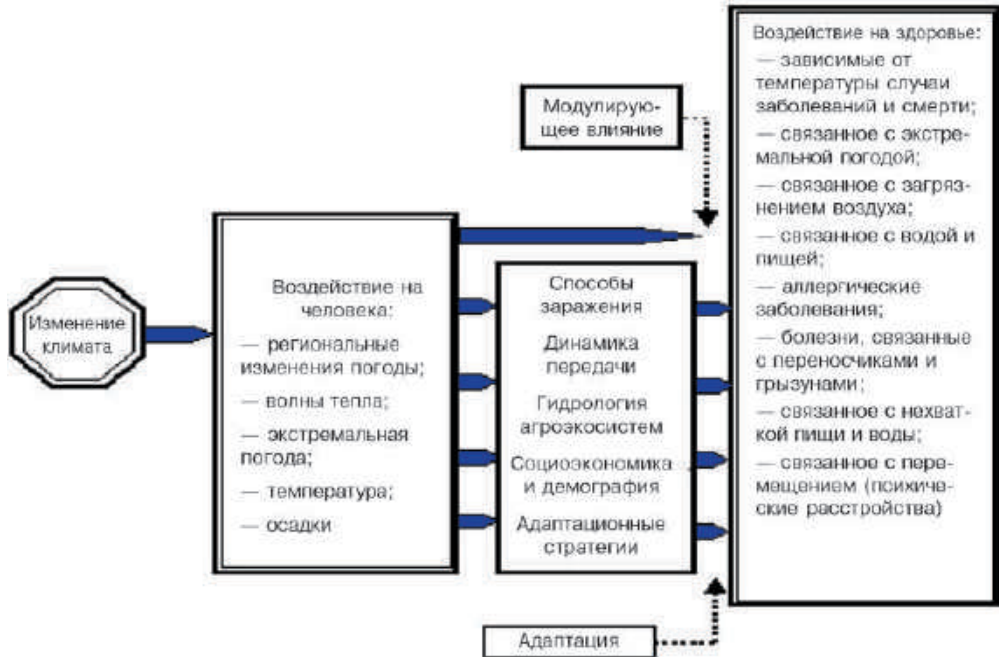 Изменение
климата
Воздействие на
человека:
— региональные
изменения погоды;
— волны тепла;
— экстремальная
погода;
— температура;
— осадки
Модулирую-
щее влияние
Способы
заражения
Динамика
передачи
Гидрология
агроэкосистем
Социоэкономика
и демография
Адаптационные
стратегии
Адаптация
Воздействие на здоровье:
— зависимые от
температуры случаи
заболеваний и смерти;
— связанное с экстре-
мальной погодой;
— связанное с загряз-
нением воздуха;
— связанное с водой и
пищей;
— аллергические
заболевания;
— болезни, связанные
с переносчиками и
грызунами;
— связанное с нехват-
кой пищи и воды;
— связанное с пере-
мещением (психиче-
ские расстройства)